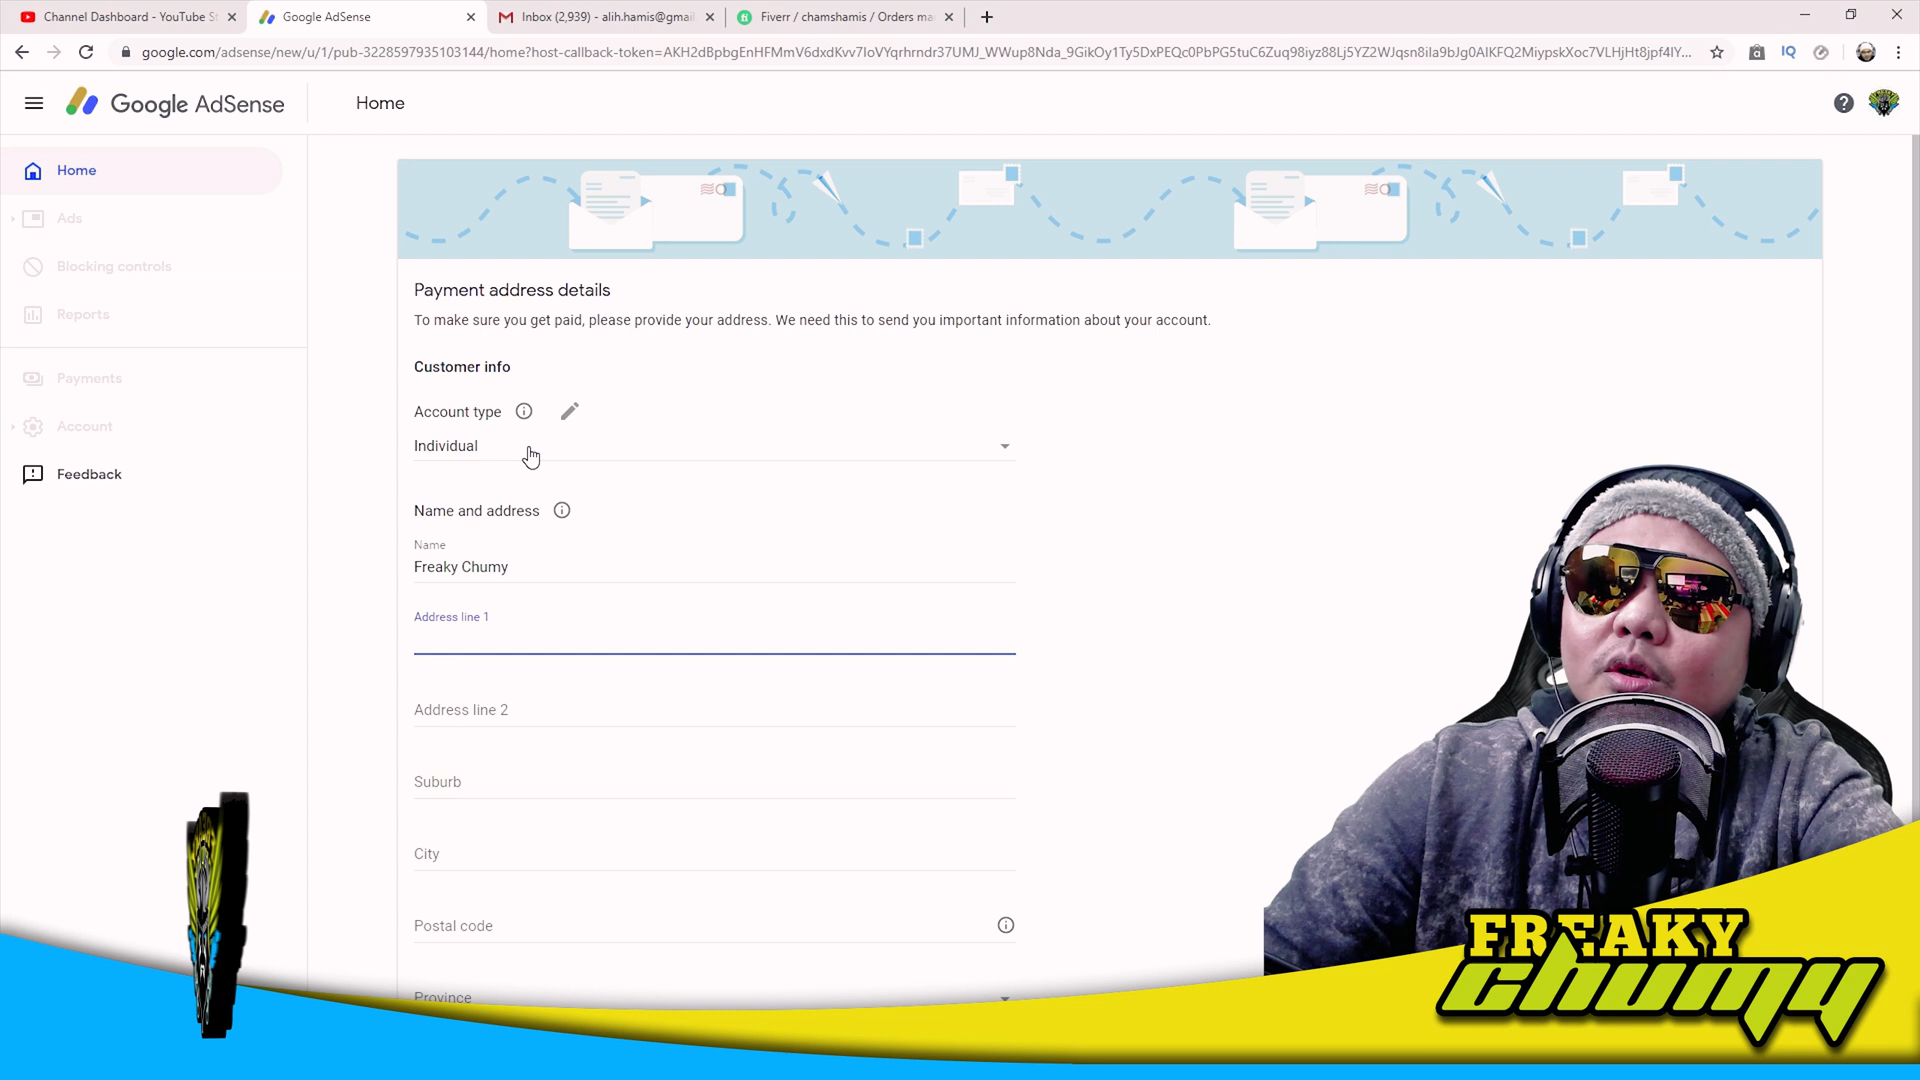 Channel Dashboard - YouTube St
Google AdSense
Inbox (2,939) - alih.hamis@gmail
Fiverr / chamshamis / Orders ma
google.com/adsense/new/u/1/pub-3228597935103144/home?host-callback-token=
IQ
Google AdSense
Home
Home
Ads
Blocking controls
Reports
Payments
Account
Feedback
Payment address details
To make sure you get paid, please provide your address. We need this to send you important information about your account.
Customer info
Account type
Individual
Name and address
Name
Freaky Chumy
Address line 1
Address line 2
Suburb
City
Postal code
Province
FREAKY
chumy